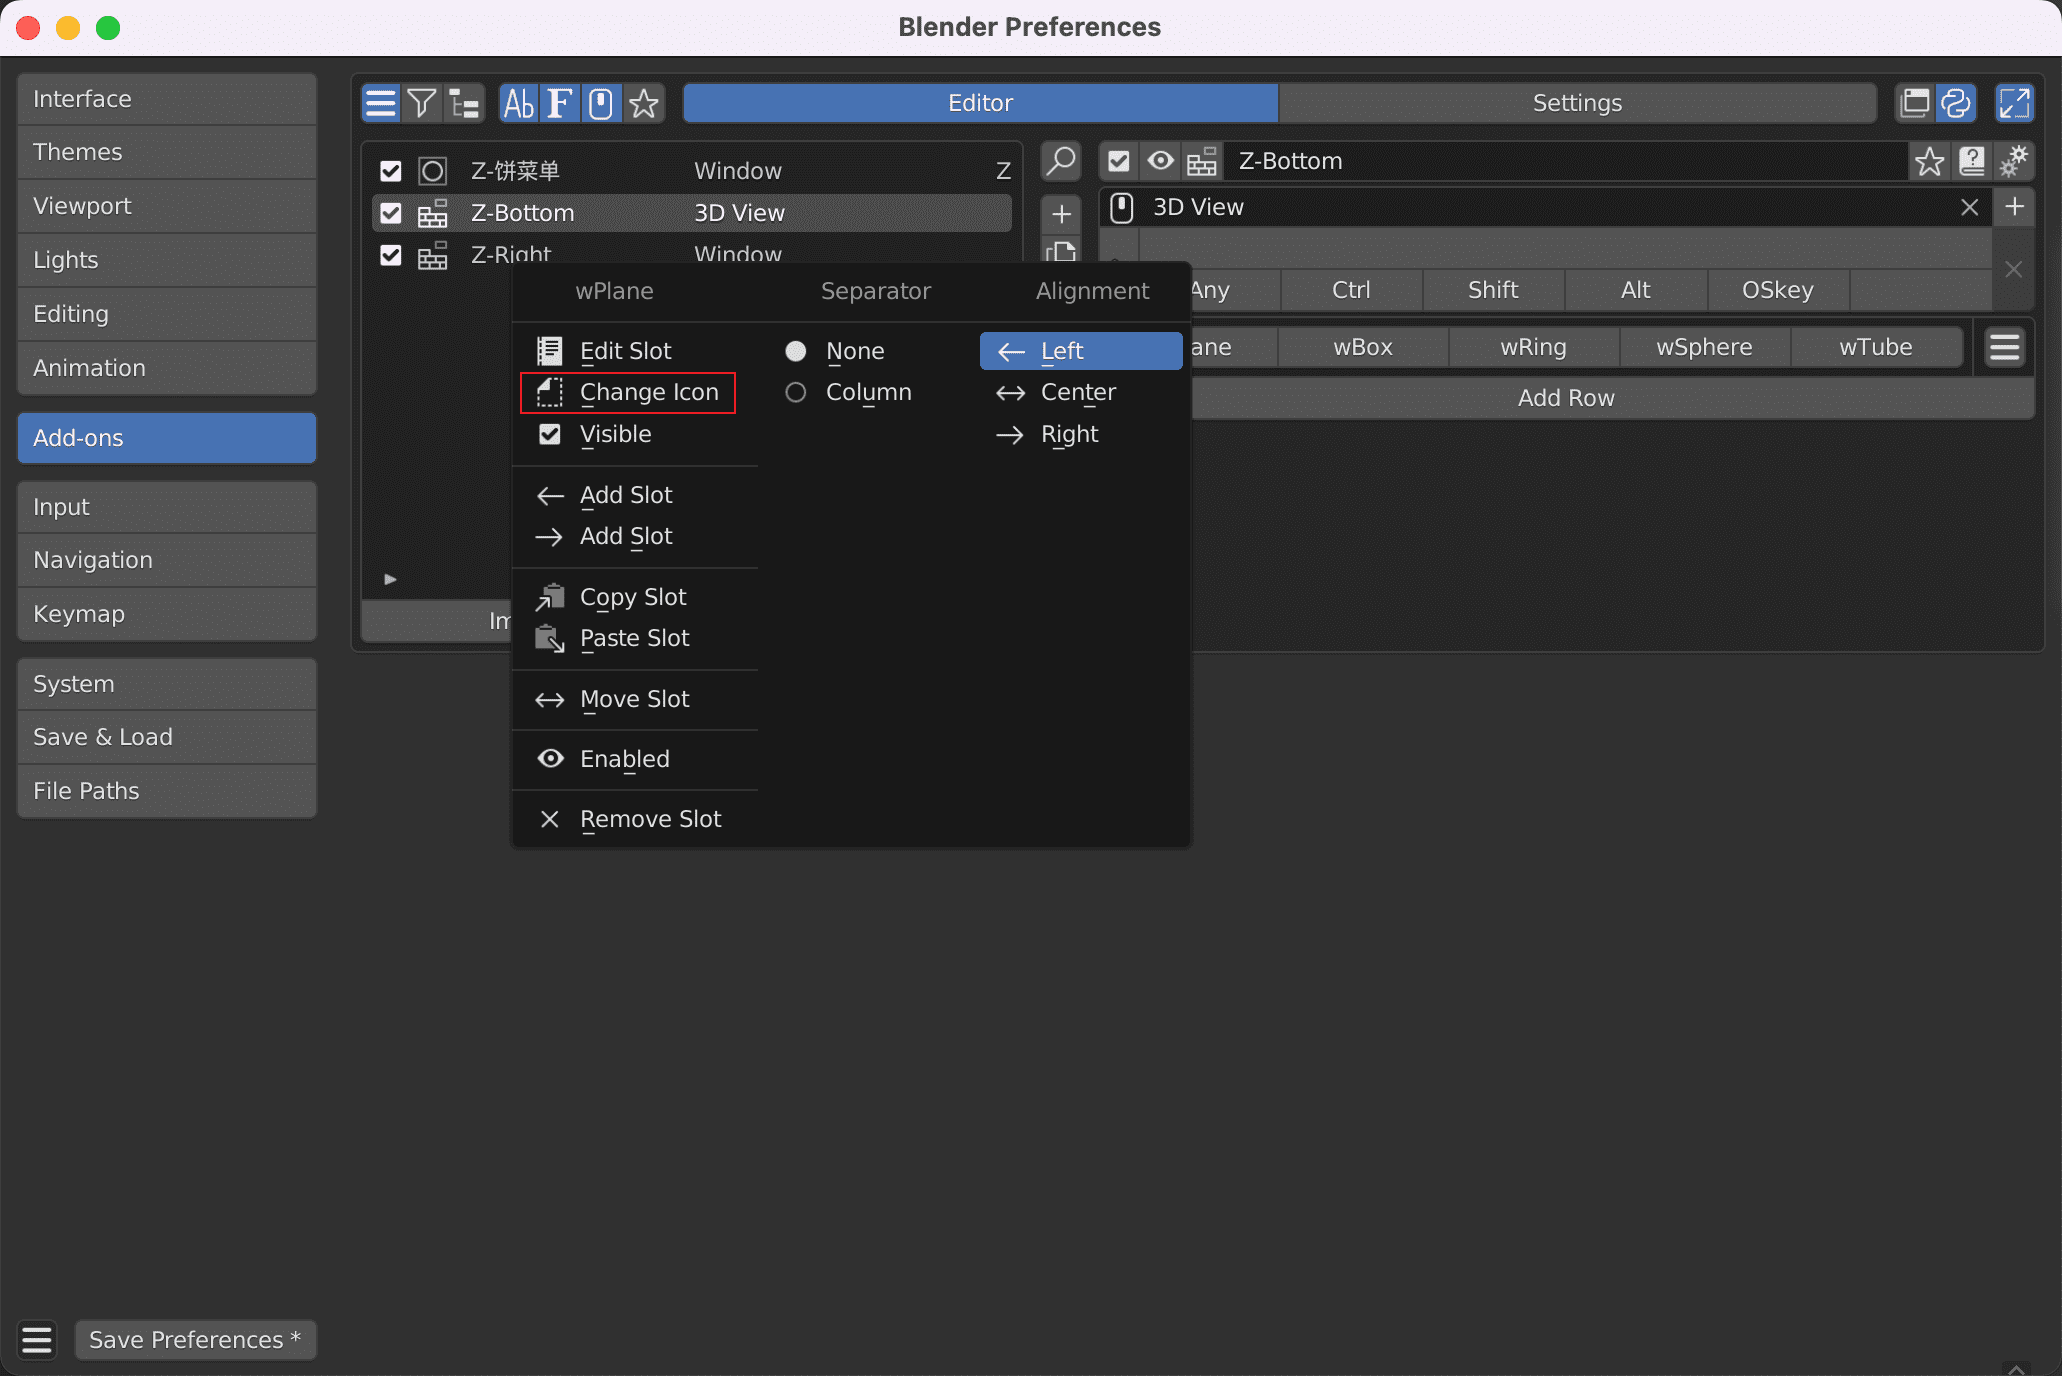 Blender Preferences
Interface
Themes
Viewport
Lights
Editing
Animation
Add-ons
Input
Navigation
Keymap
System
Save & Load
File Paths
Save Preferences *
Ab F
Editor
Settings
Z-饼菜单 Window Z
Z-Bottom 3D View
Z-Right Window
Z-Bottom
3D View
Any Ctrl Shift Alt OSkey
ane wBox wRing wSphere wTube
Add Row
Im
wPlane
Edit Slot
Change Icon
Visible
Add Slot
Add Slot
Copy Slot
Paste Slot
Move Slot
Enabled
Remove Slot
Separator
None
Column
Alignment
Left
Center
Right